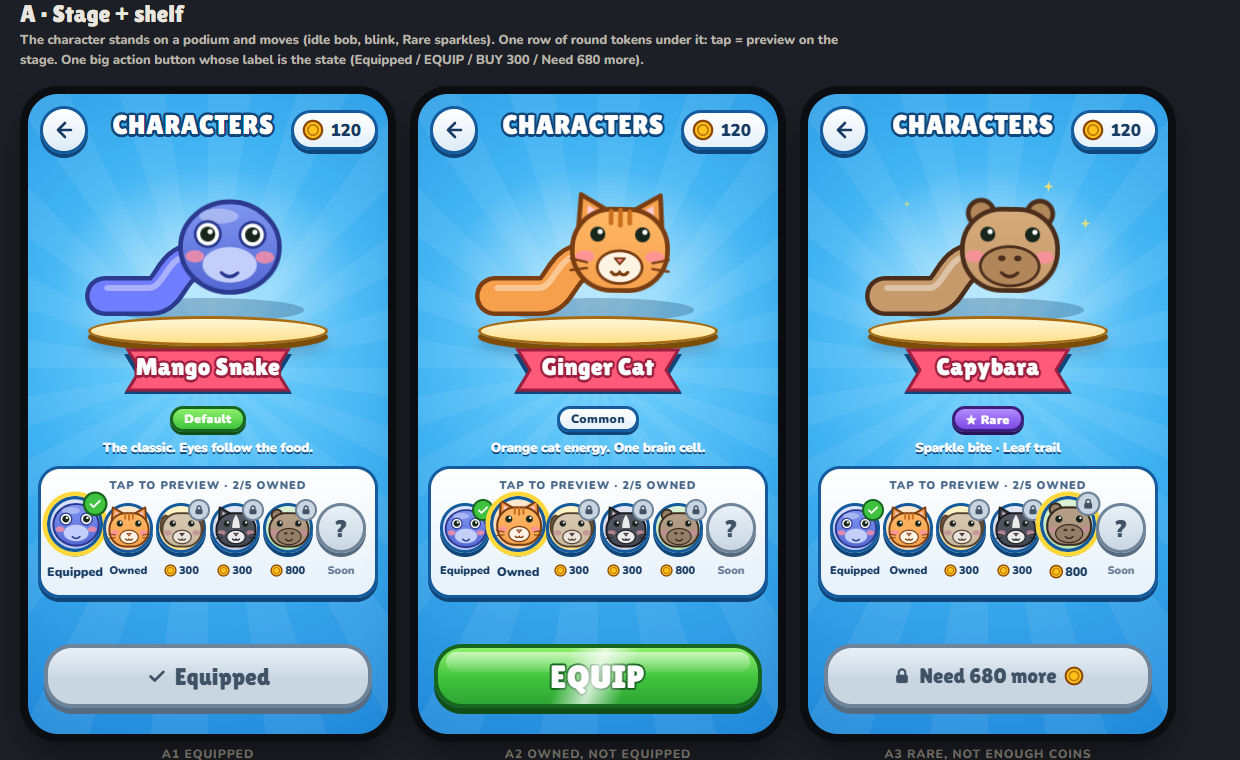 A · Stage + shelf
The character stands on a podium and moves (idle bob, blink, Rare sparkles). One row of round tokens under it: tap = preview on the
stage. One big action button whose label is the state (Equipped / EQUIP / BUY 300 / Need 680 more).
CHARACTERS
120
Mango Snake
Default
The classic. Eyes follow the food.
TAP TO PREVIEW · 2/5 OWNED
?
Equipped Owned 300 300 800 Soon
Equipped
A1 EQUIPPED
CHARACTERS
120
Ginger Cat
Common
Orange cat energy. One brain cell.
TAP TO PREVIEW · 2/5 OWNED
?
Equipped Owned 300 300 800 Soon
EQUIP
A2 OWNED, NOT EQUIPPED
CHARACTERS
120
Capybara
★ Rare
Sparkle bite · Leaf trail
TAP TO PREVIEW · 2/5 OWNED
?
Equipped Owned 300 300 800 Soon
Need 680 more
A3 RARE, NOT ENOUGH COINS